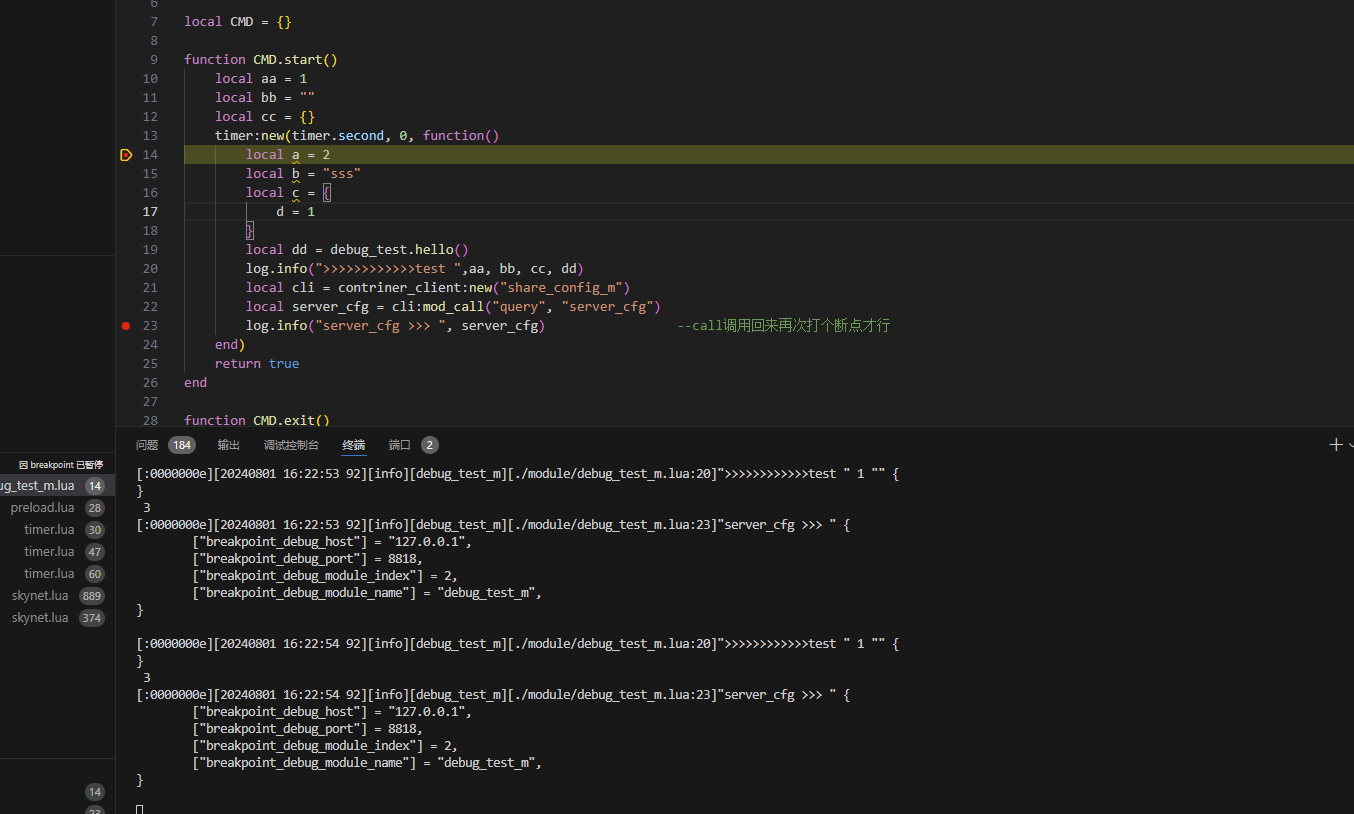 6
7 local CMD = {}
8
9 function CMD.start()
10 local aa = 1
11 local bb = ""
12 local cc = {}
13 timer:new(timer.second, 0, function()
14 local a = 2
15 local b = "sss"
16 local c = {
17 d = 1
18 }
19 local dd = debug_test.hello()
20 log.info(">>>>>>>>>>>>test ",aa, bb, cc, dd)
21 local cli = contriner_client:new("share_config_m")
22 local server_cfg = cli:mod_call("query", "server_cfg")
23 log.info("server_cfg >>> ", server_cfg) --call调用回来再次打个断点才行
24 end)
25 return true
26 end
27
28 function CMD.exit()
问题 184 输出 调试控制台 终端 端口 2
因 breakpoint 已暂停
ug_test_m.lua 14
preload.lua 28
timer.lua 30
timer.lua 47
timer.lua 60
skynet.lua 889
skynet.lua 374
14
23
[:0000000e][20240801 16:22:53 92][info][debug_test_m][./module/debug_test_m.lua:20]">>>>>>>>>>>>test " 1 "" {
}
3
[:0000000e][20240801 16:22:53 92][info][debug_test_m][./module/debug_test_m.lua:23]"server_cfg >>> " {
["breakpoint_debug_host"] = "127.0.0.1",
["breakpoint_debug_port"] = 8818,
["breakpoint_debug_module_index"] = 2,
["breakpoint_debug_module_name"] = "debug_test_m",
}
[:0000000e][20240801 16:22:54 92][info][debug_test_m][./module/debug_test_m.lua:20]">>>>>>>>>>>>test " 1 "" {
}
3
[:0000000e][20240801 16:22:54 92][info][debug_test_m][./module/debug_test_m.lua:23]"server_cfg >>> " {
["breakpoint_debug_host"] = "127.0.0.1",
["breakpoint_debug_port"] = 8818,
["breakpoint_debug_module_index"] = 2,
["breakpoint_debug_module_name"] = "debug_test_m",
}